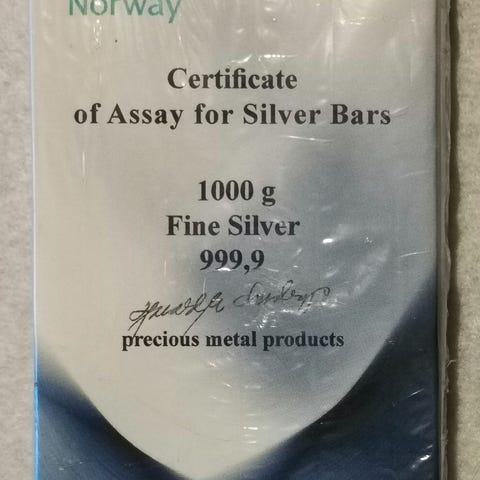 Norway
Certificate
of Assay for Silver Bars
1000 g
Fine Silver
999,9
precious metal products